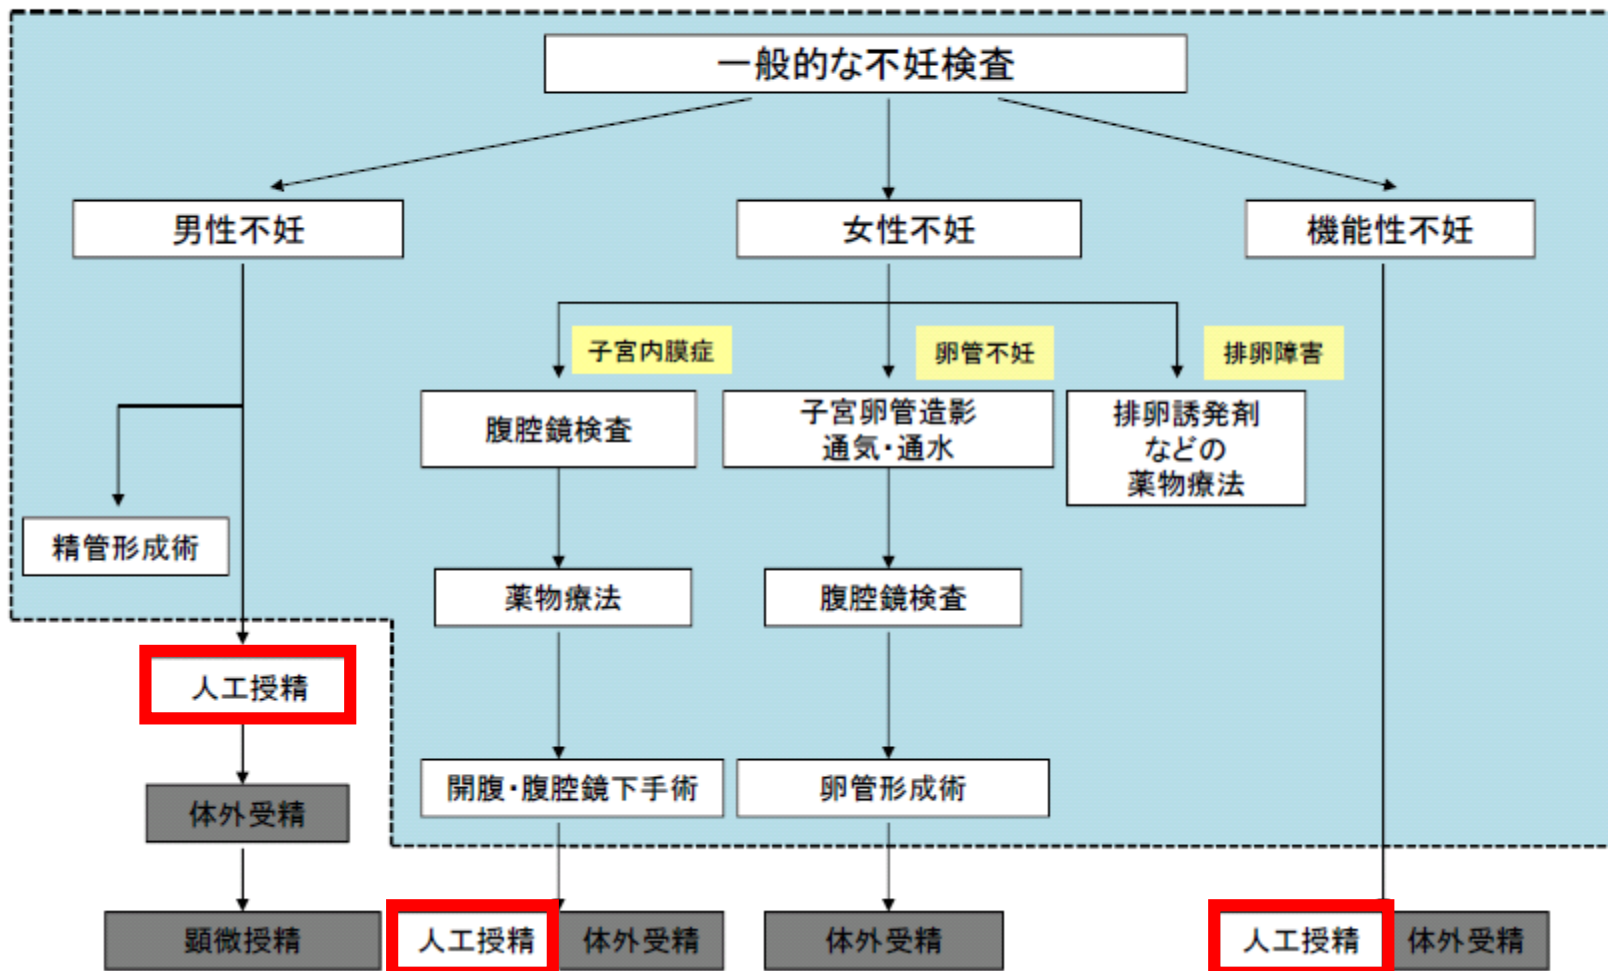 一般的な不妊検査
男性不妊
女性不妊
機能性不妊
子宮内膜症
卵管不妊
排卵障害
腹腔鏡検査
子宮卵管造影
通気・通水
排卵誘発剤
などの
薬物療法
精管形成術
薬物療法
腹腔鏡検査
人工授精
開腹・腹腔鏡下手術
卵管形成術
体外受精
顕微授精
人工授精
体外受精
体外受精
人工授精
体外受精